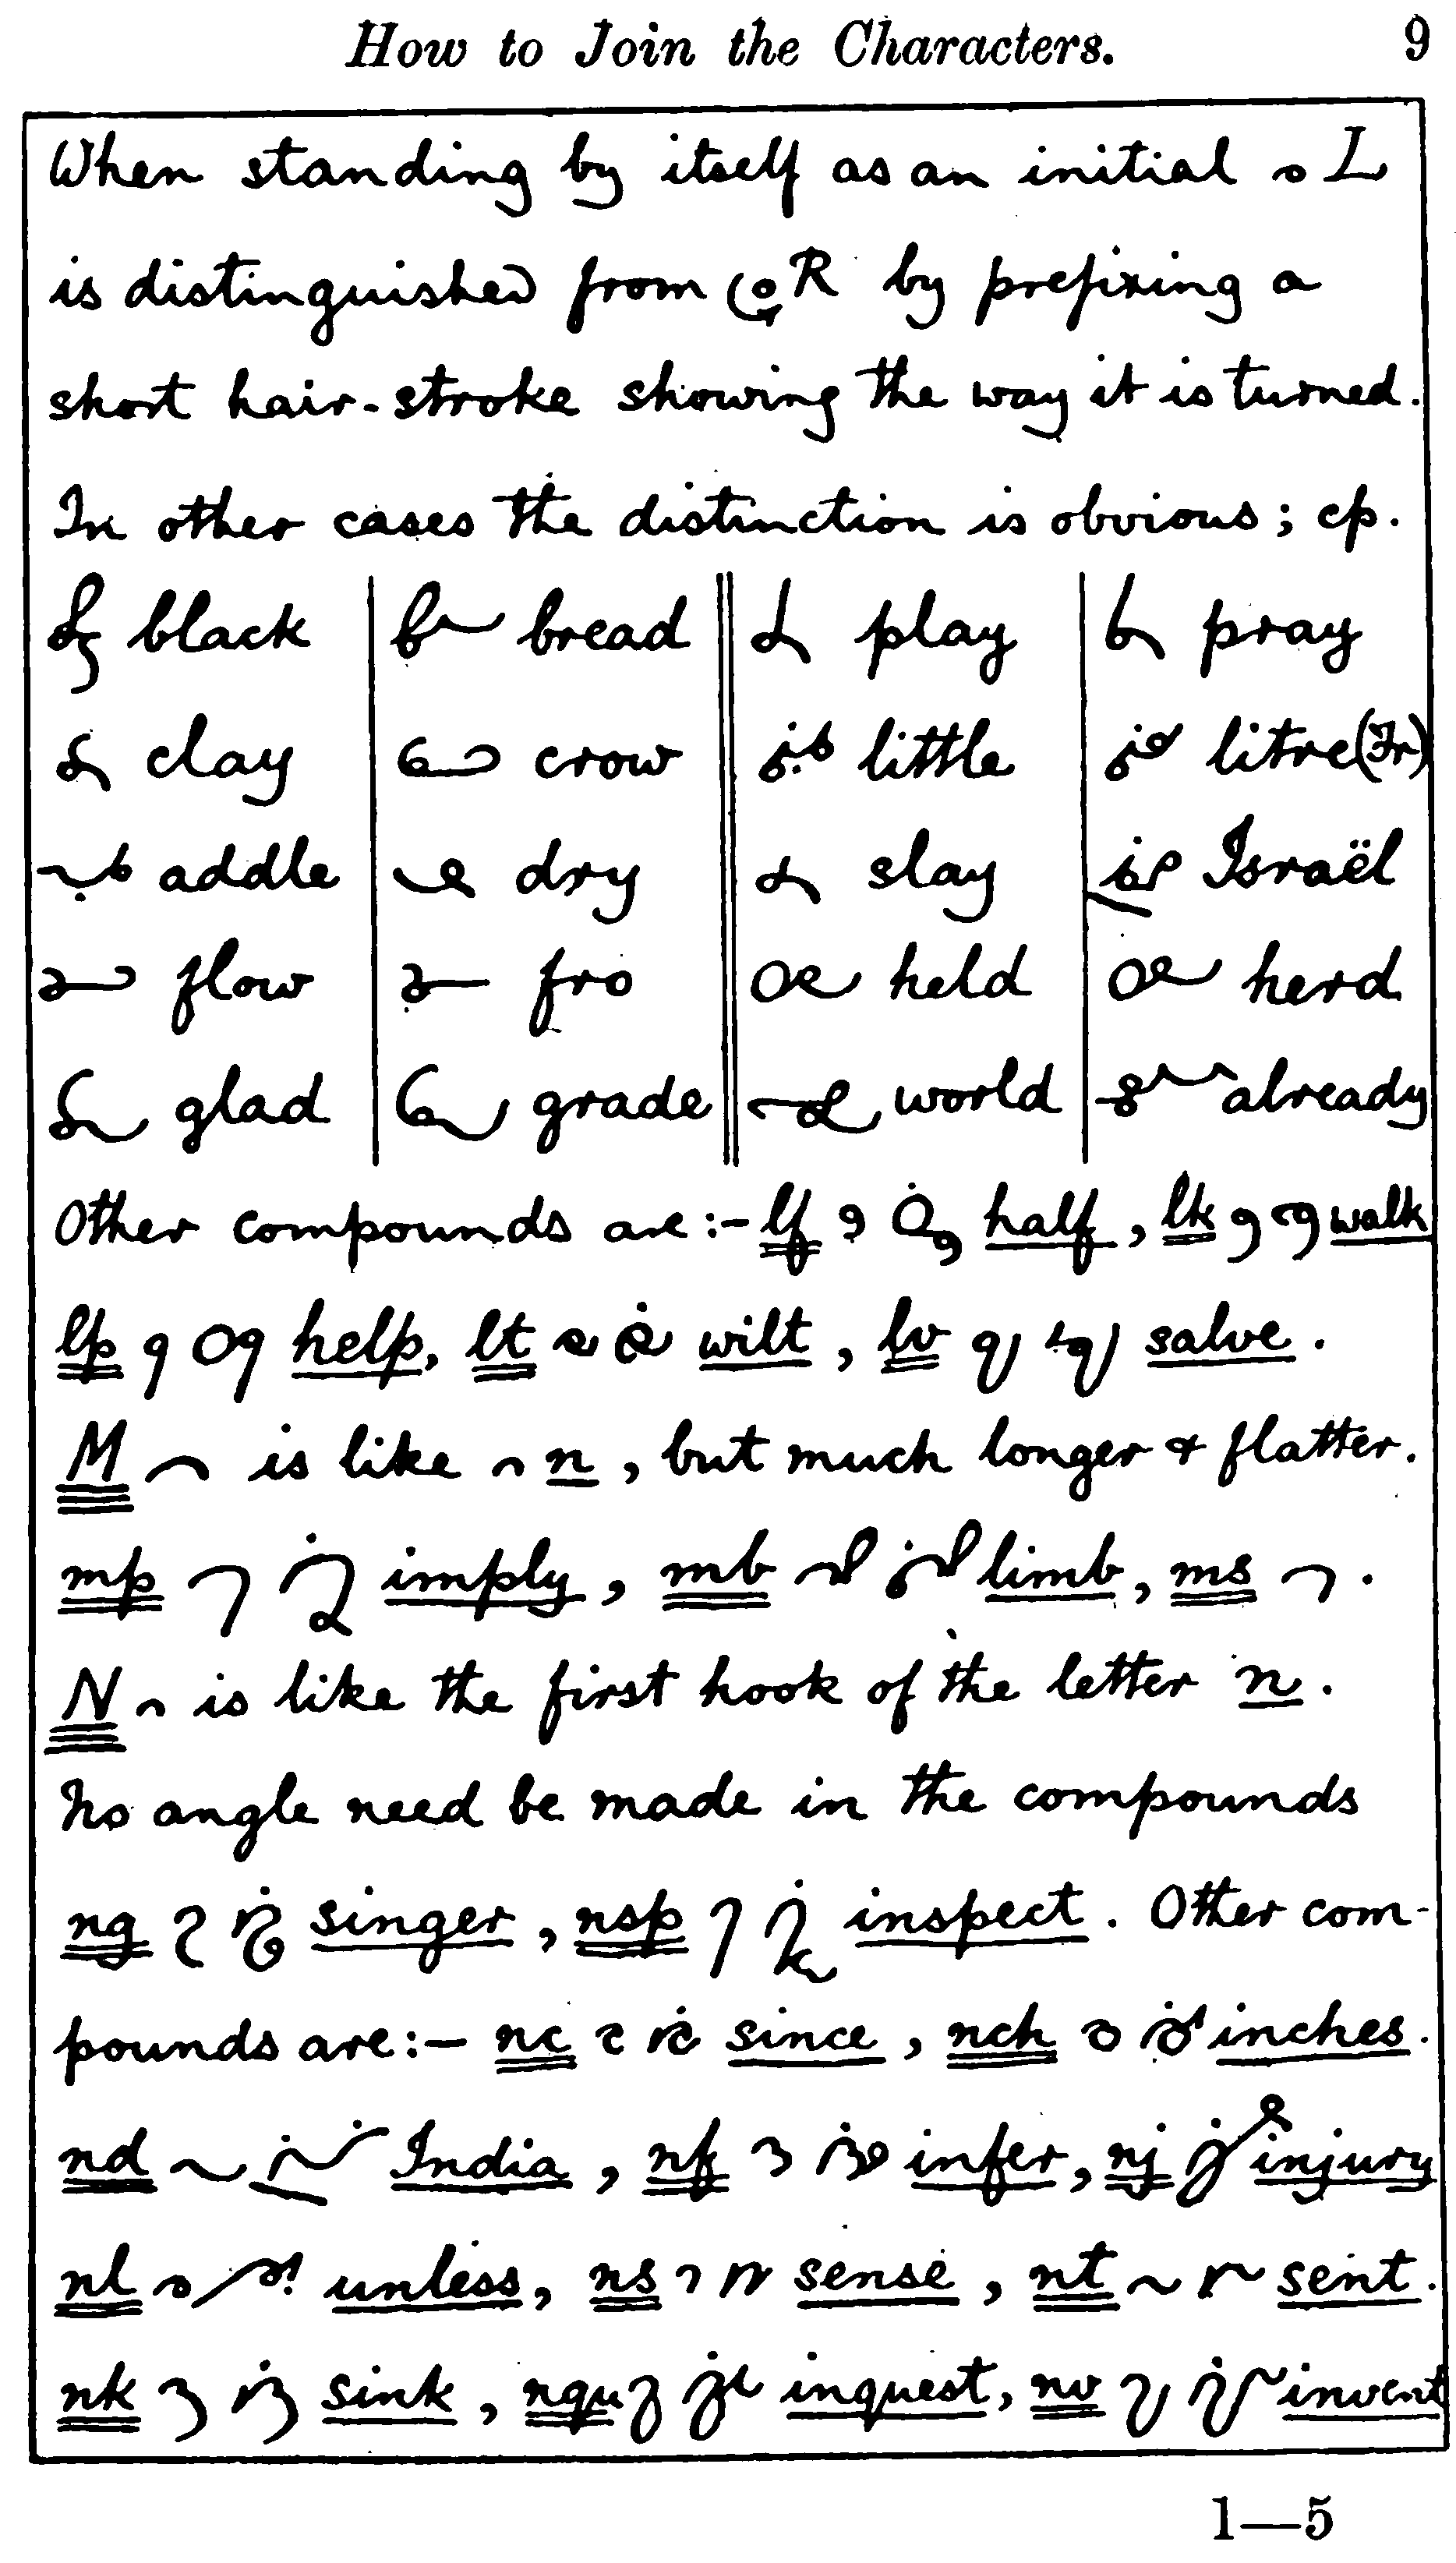 How to Join the Characters. 9
When standing by itself as an initial L
is distinguished from R by prefixing a
short hair-stroke showing the way it is turned.
In other cases the distinction is obvious; cp.
black bread play pray
clay crow little litre (Fr)
addle dry slay Israël
flow fro held herd
glad grade world already
Other compounds are :- lf half, lk walk
lp help, lt wilt, lv salve.
M is like n, but much longer & flatter.
mp imply, mb limb, ms .
N is like the first hook of the letter n.
No angle need be made in the compounds
ng singer, nsp inspect. Other com-
pounds are:- nc since, nch inches.
nd India, nf infer, nj injury
nl unless, ns sense, nt sent.
nk sink, nqu inquest, nv invent
1—5